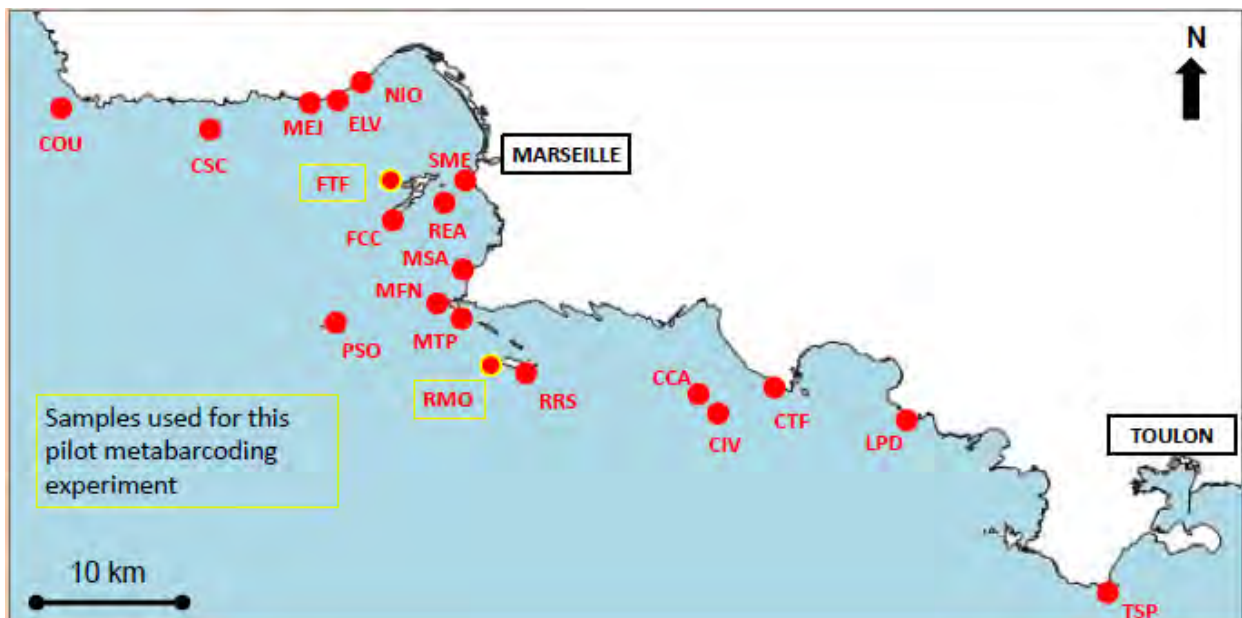 N
NIO
MEJ
ELV
COU
CSC
SME
MARSEILLE
FTF
REA
FCC
MSA
MFN
PSO
MTP
RMO
RRS
CCA
CTF
CIV
LPD
TOULON
Samples used for this
pilot metabarcoding
experiment
10 km
TSP